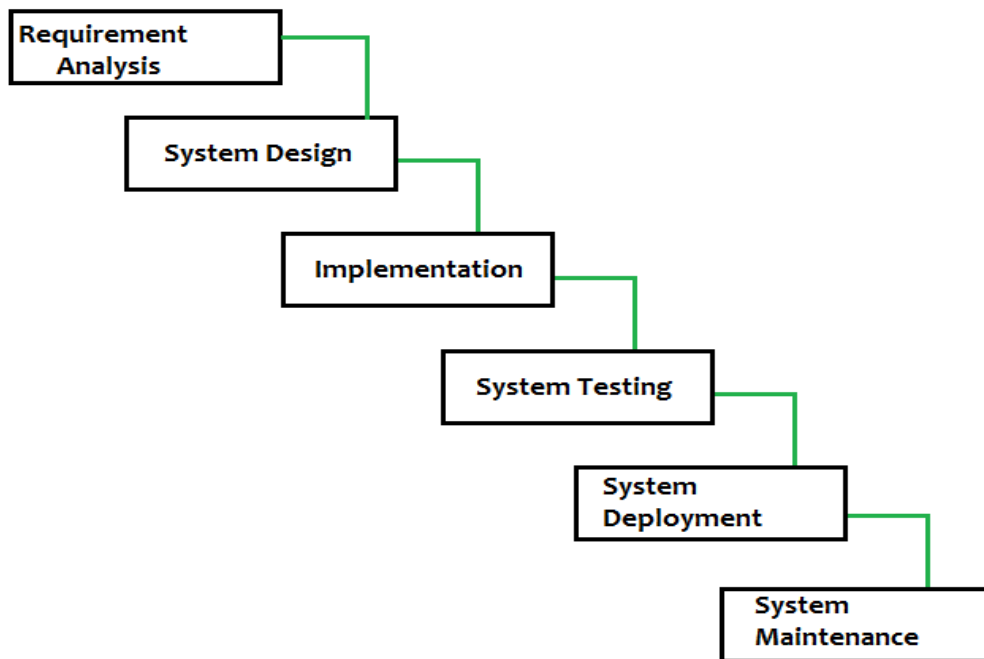 Requirement
Analysis
System Design
Implementation
System Testing
System
Deployment
System
Maintenance